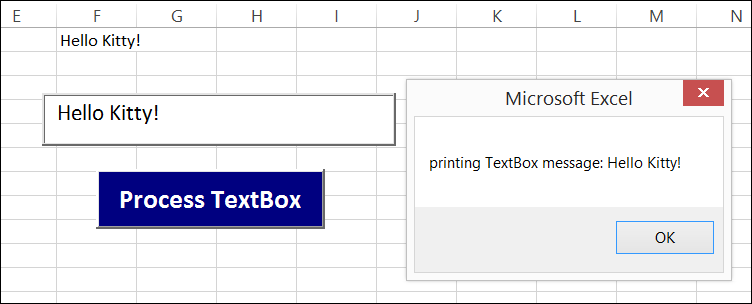 E F G H I J K L M N
Hello Kitty!
Hello Kitty!
Process TextBox
Microsoft Excel
printing TextBox message: Hello Kitty!
OK